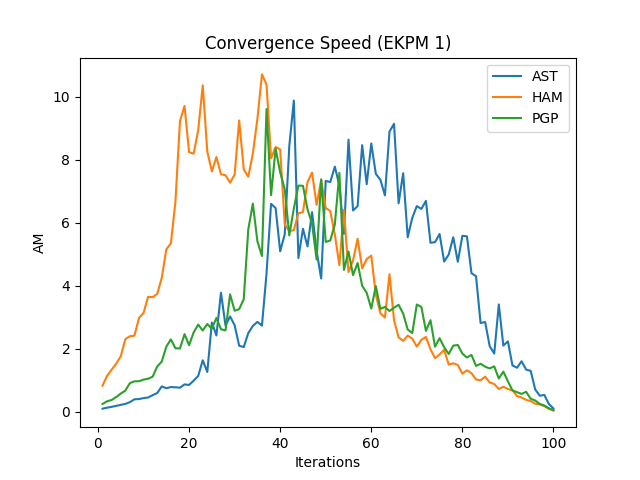 Convergence Speed (EKPM 1)
AST
HAM
PGP
AM
10
8
6
4
2
0
0 20 40 60 80 100
Iterations